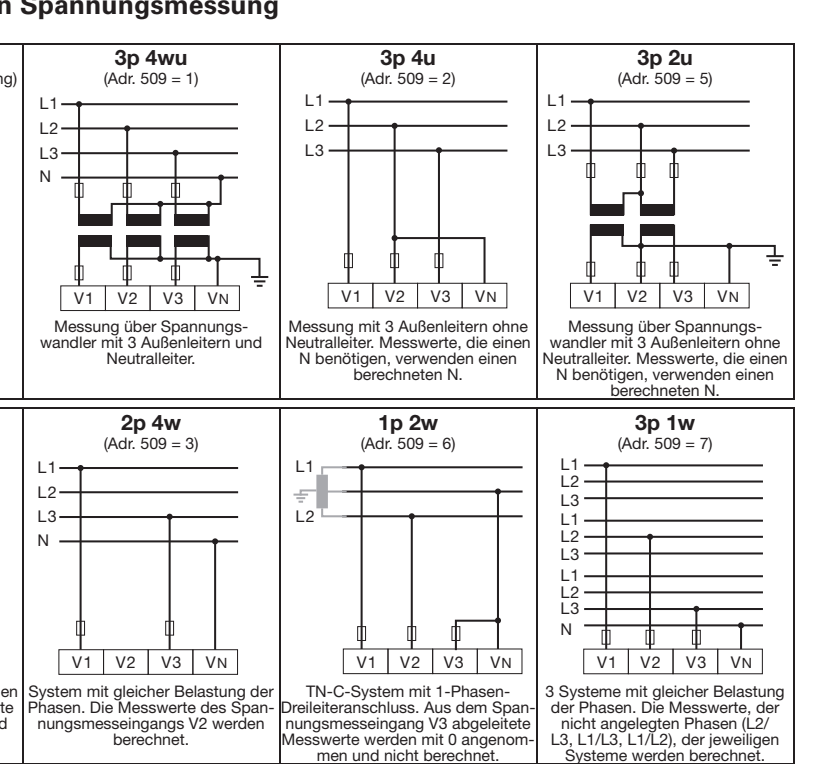 n Spannungsmessung
ng)
3p 4wu
(Adr. 509 = 1)
L1
L2
L3
N
V1 V2 V3 VN
Messung über Spannungs-
wandler mit 3 Außenleitern und
Neutralleiter.
3p 4u
(Adr. 509 = 2)
L1
L2
L3
V1 V2 V3 VN
Messung mit 3 Außenleitern ohne
Neutralleiter. Messwerte, die einen
N benötigen, verwenden einen
berechneten N.
3p 2u
(Adr. 509 = 5)
L1
L2
L3
V1 V2 V3 VN
Messung über Spannungs-
wandler mit 3 Außenleitern ohne
Neutralleiter. Messwerte, die einen
N benötigen, verwenden einen
berechneten N.
en
te
d
2p 4w
(Adr. 509 = 3)
L1
L2
L3
N
V1 V2 V3 VN
System mit gleicher Belastung der
Phasen. Die Messwerte des Span-
nungsmesseingangs V2 werden
berechnet.
1p 2w
(Adr. 509 = 6)
L1
L2
V1 V2 V3 VN
TN-C-System mit 1-Phasen-
Dreileiteranschluss. Aus dem Span-
nungsmesseingang V3 abgeleitete
Messwerte werden mit 0 angenom-
men und nicht berechnet.
3p 1w
(Adr. 509 = 7)
L1
L2
L3
L1
L2
L3
L1
L2
L3
N
V1 V2 V3 VN
3 Systeme mit gleicher Belastung
der Phasen. Die Messwerte, der
nicht angelegten Phasen (L2/
L3, L1/L3, L1/L2), der jeweiligen
Systeme werden berechnet.